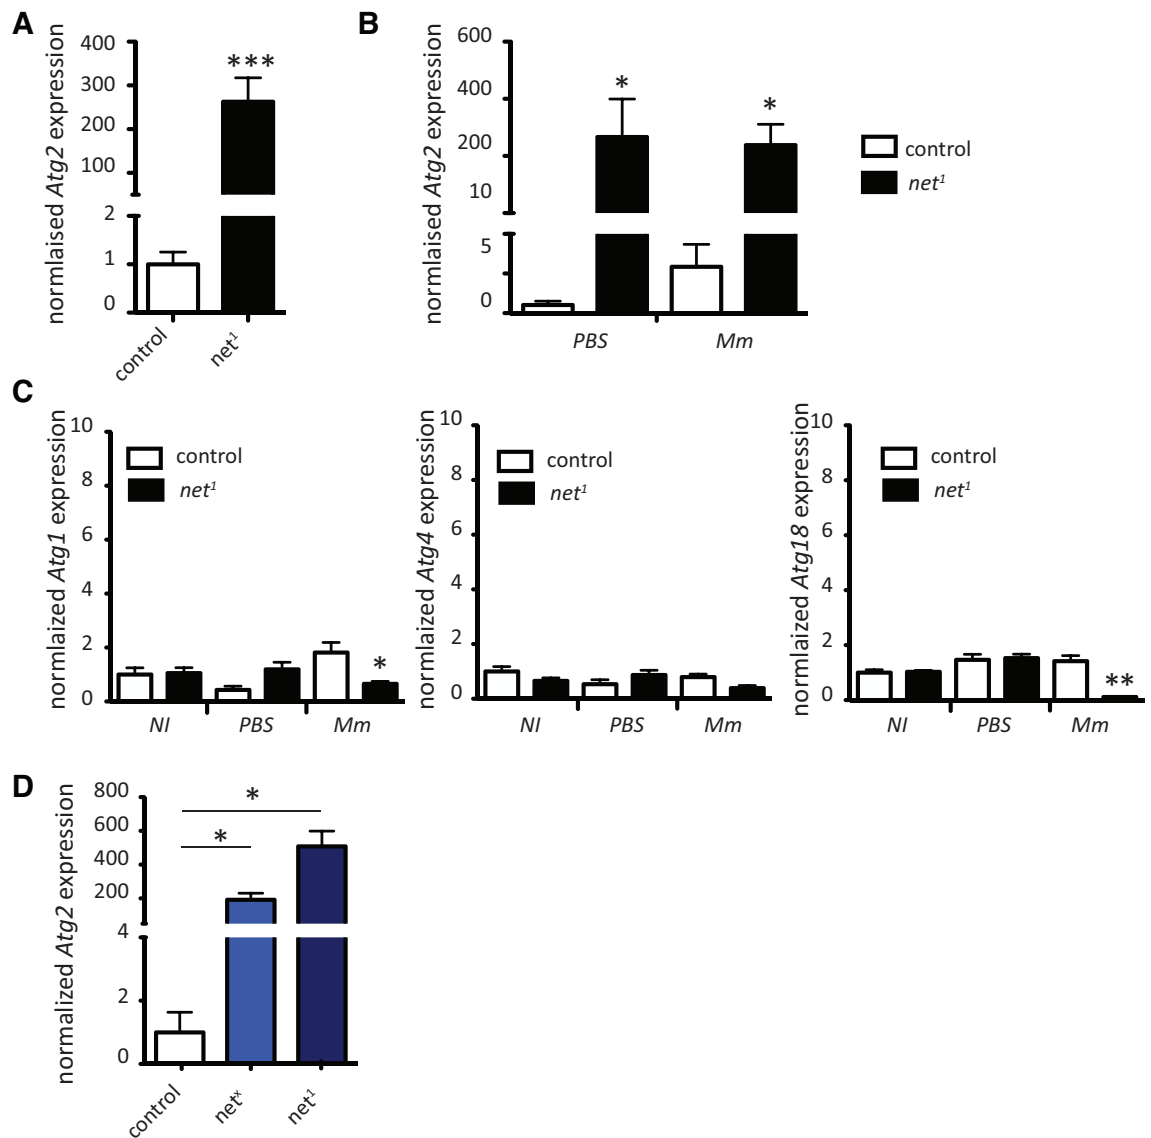 A
normlaised Atg2 expression
400
300
200
100
2
1
0
***
control
net¹
B
normlaised Atg2 expression
600
400
200
10
5
0
*
*
PBS
Mm
control
net¹
C
normlaized Atg1 expression
10
8
6
4
2
0
control
net¹
*
NI
PBS
Mm
normlaized Atg4 expression
10
8
6
4
2
0
control
net¹
NI
PBS
Mm
normlaized Atg18 expression
10
8
6
4
2
0
control
net¹
**
NI
PBS
Mm
D
normalized Atg2 expression
800
600
400
200
4
2
0
*
*
control
netˣ
net¹